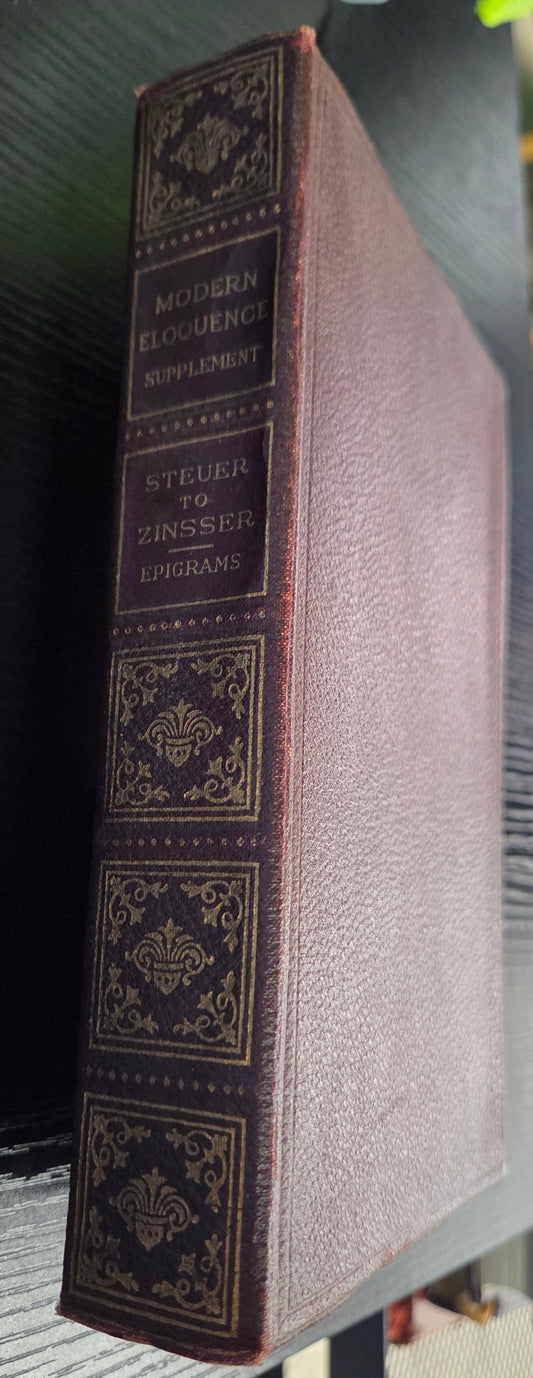 MODERN
ELOQUENCE
SUPPLEMENT
STEUER
TO
ZINSSER
EPIGRAMS